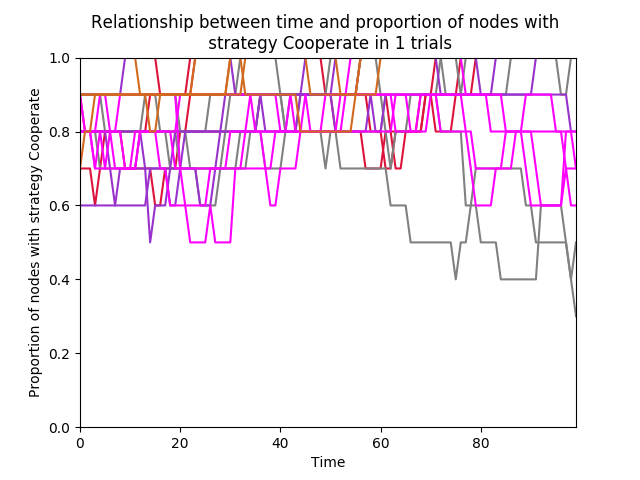 Relationship between time and proportion of nodes with
strategy Cooperate in 1 trials
Proportion of nodes with strategy Cooperate
1.0
0.8
0.6
0.4
0.2
0.0
0 20 40 60 80
Time